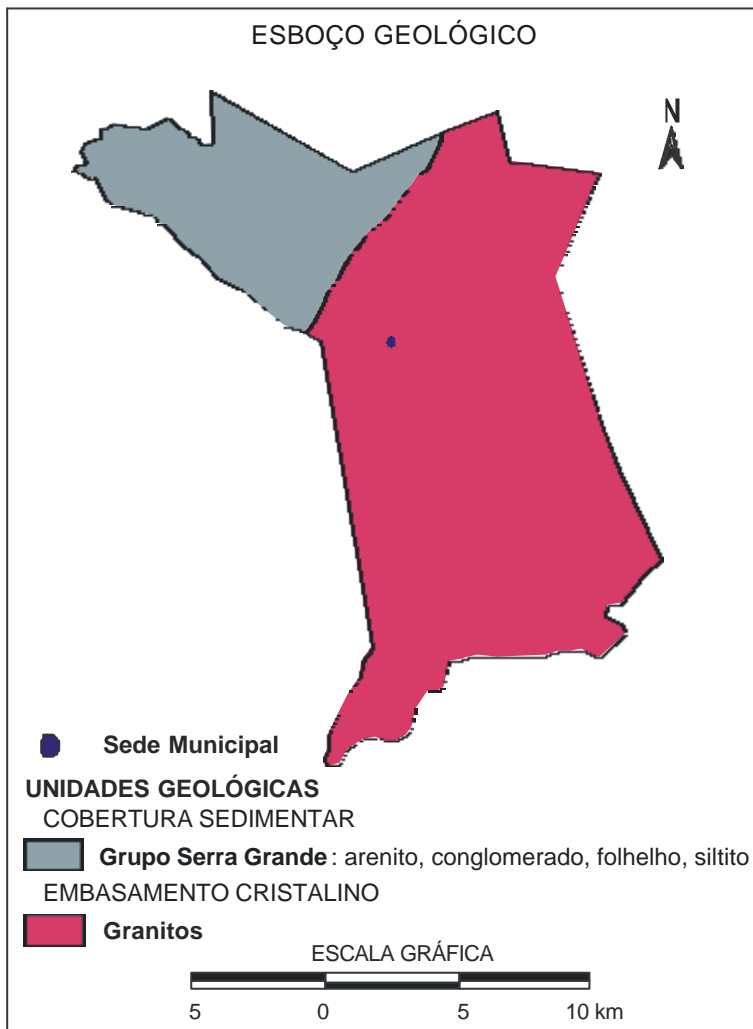 ESBOÇO GEOLÓGICO
N
Sede Municipal
UNIDADES GEOLÓGICAS
COBERTURA SEDIMENTAR
Grupo Serra Grande : arenito, conglomerado, folhelho, siltito
EMBASAMENTO CRISTALINO
Granitos
ESCALA GRÁFICA
5 0 5 10 km